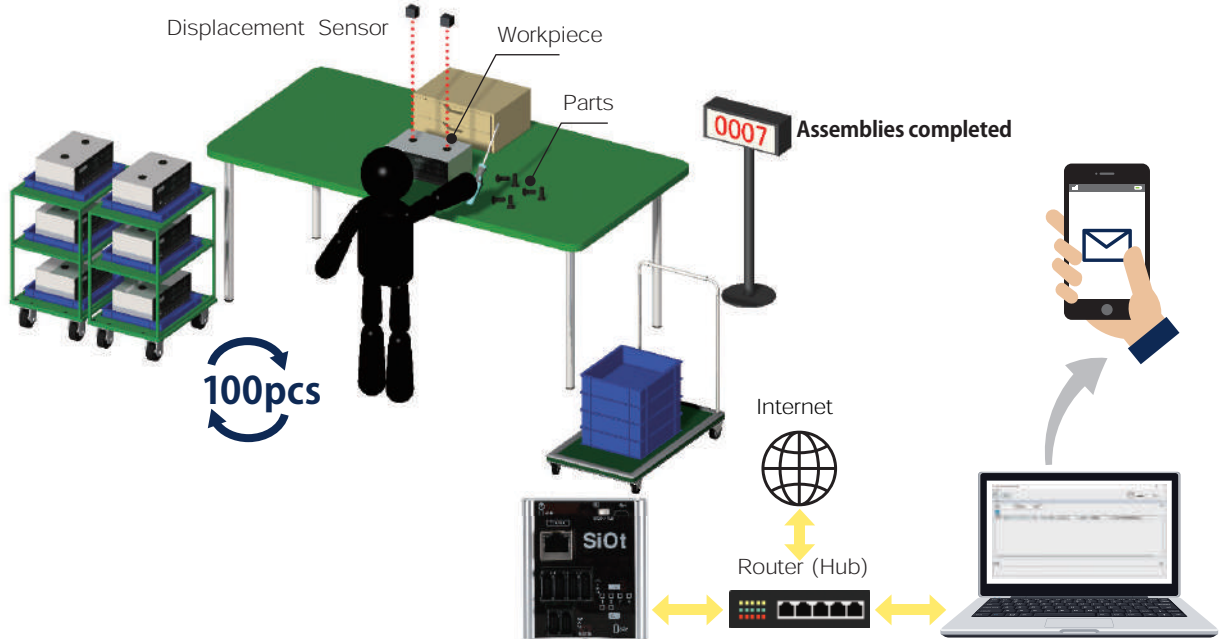 Displacement Sensor
Workpiece
Parts
0007
Assemblies completed
100pcs
Internet
SiOt
Router (Hub)